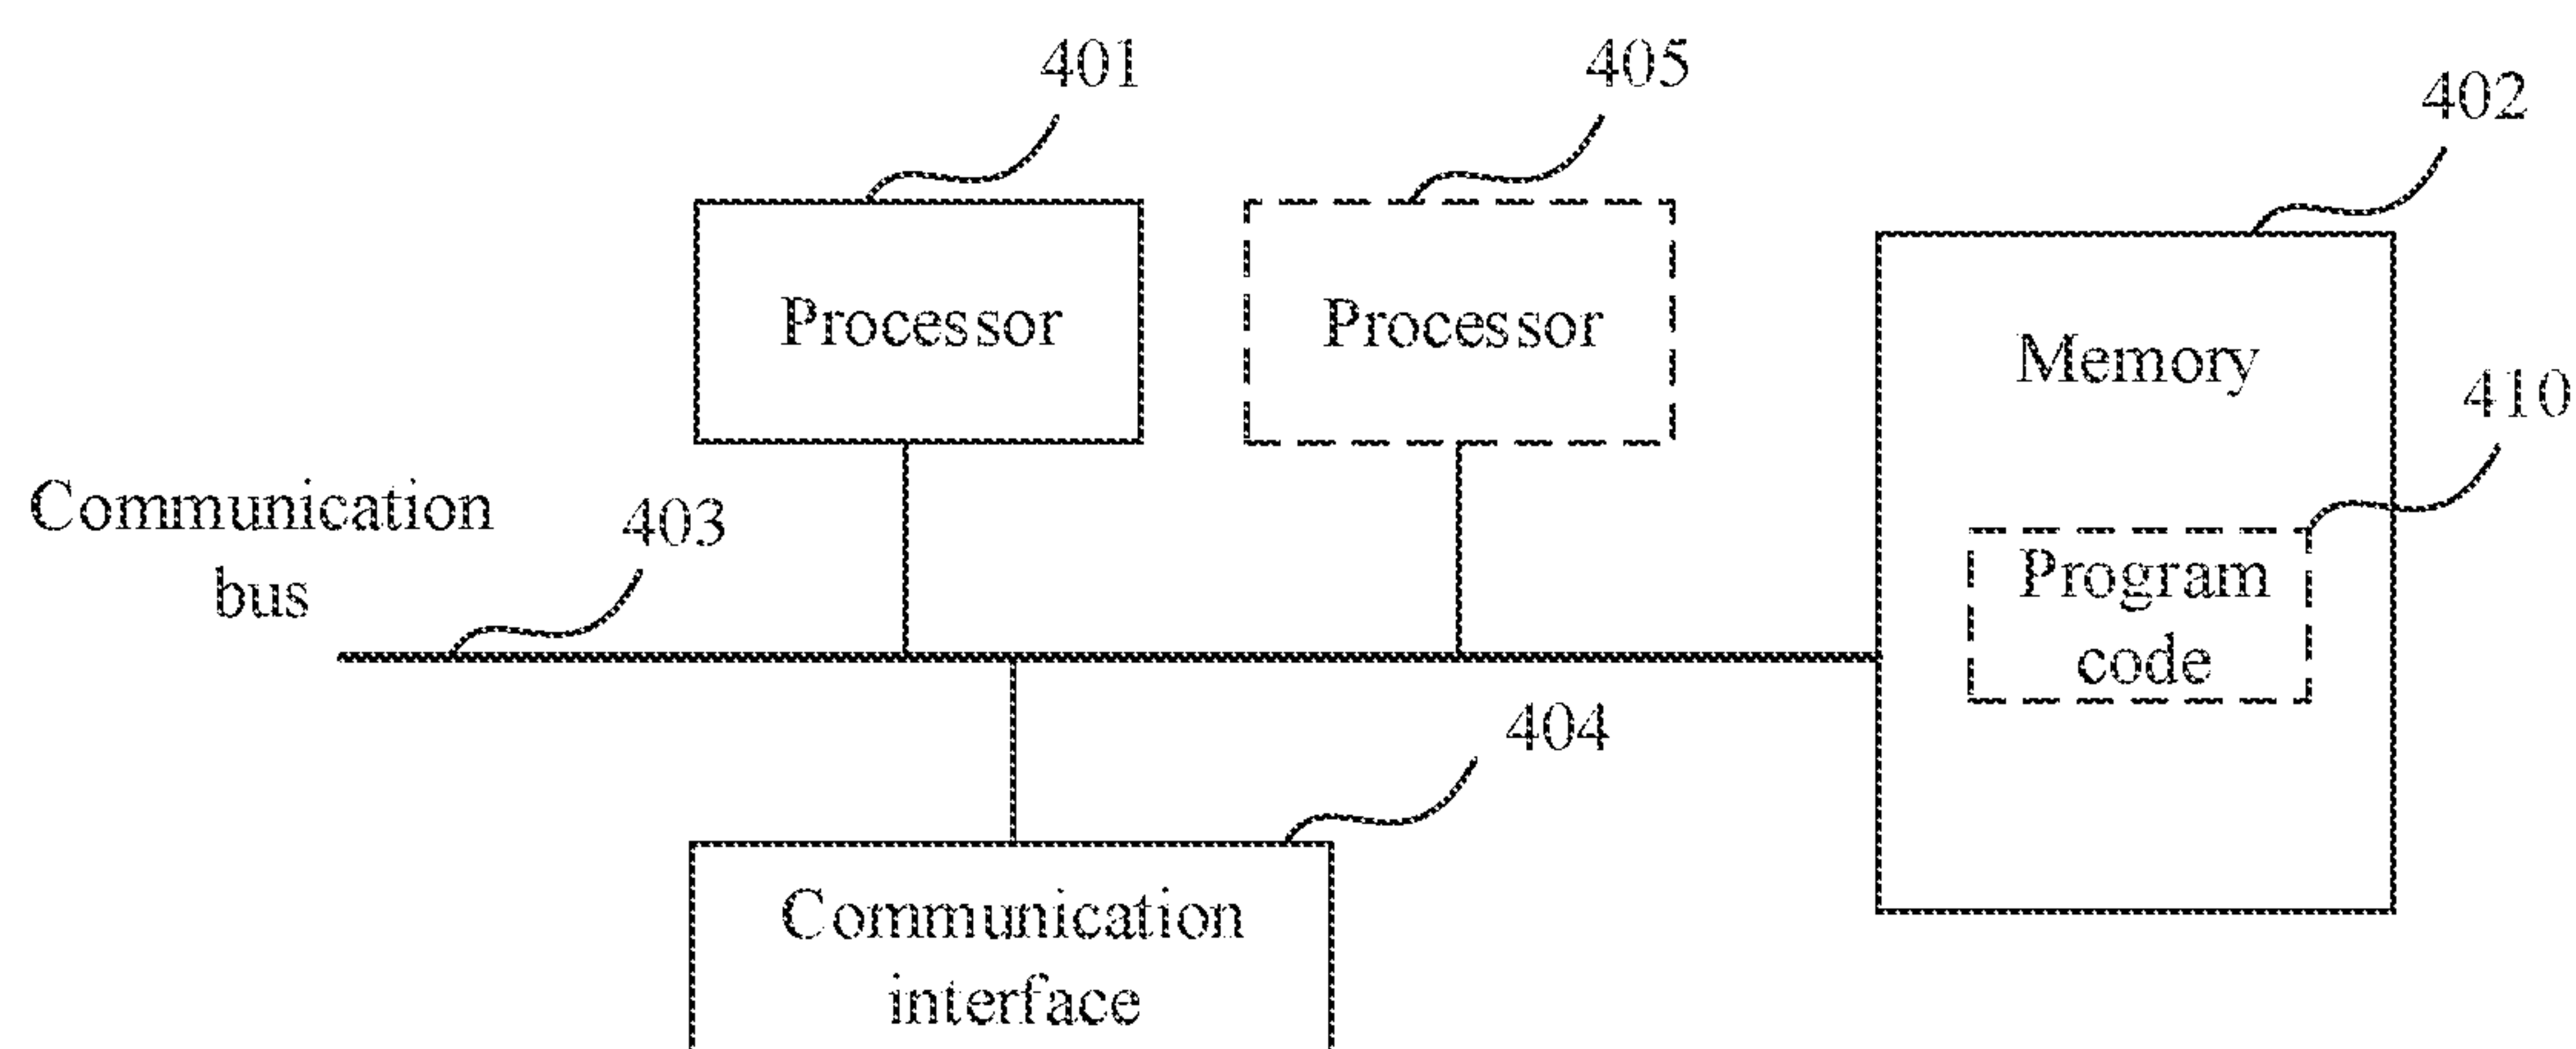 401
405
402
Processor
Processor
Memory
410
Communication
bus
403
Program
code
404
Communication
interface